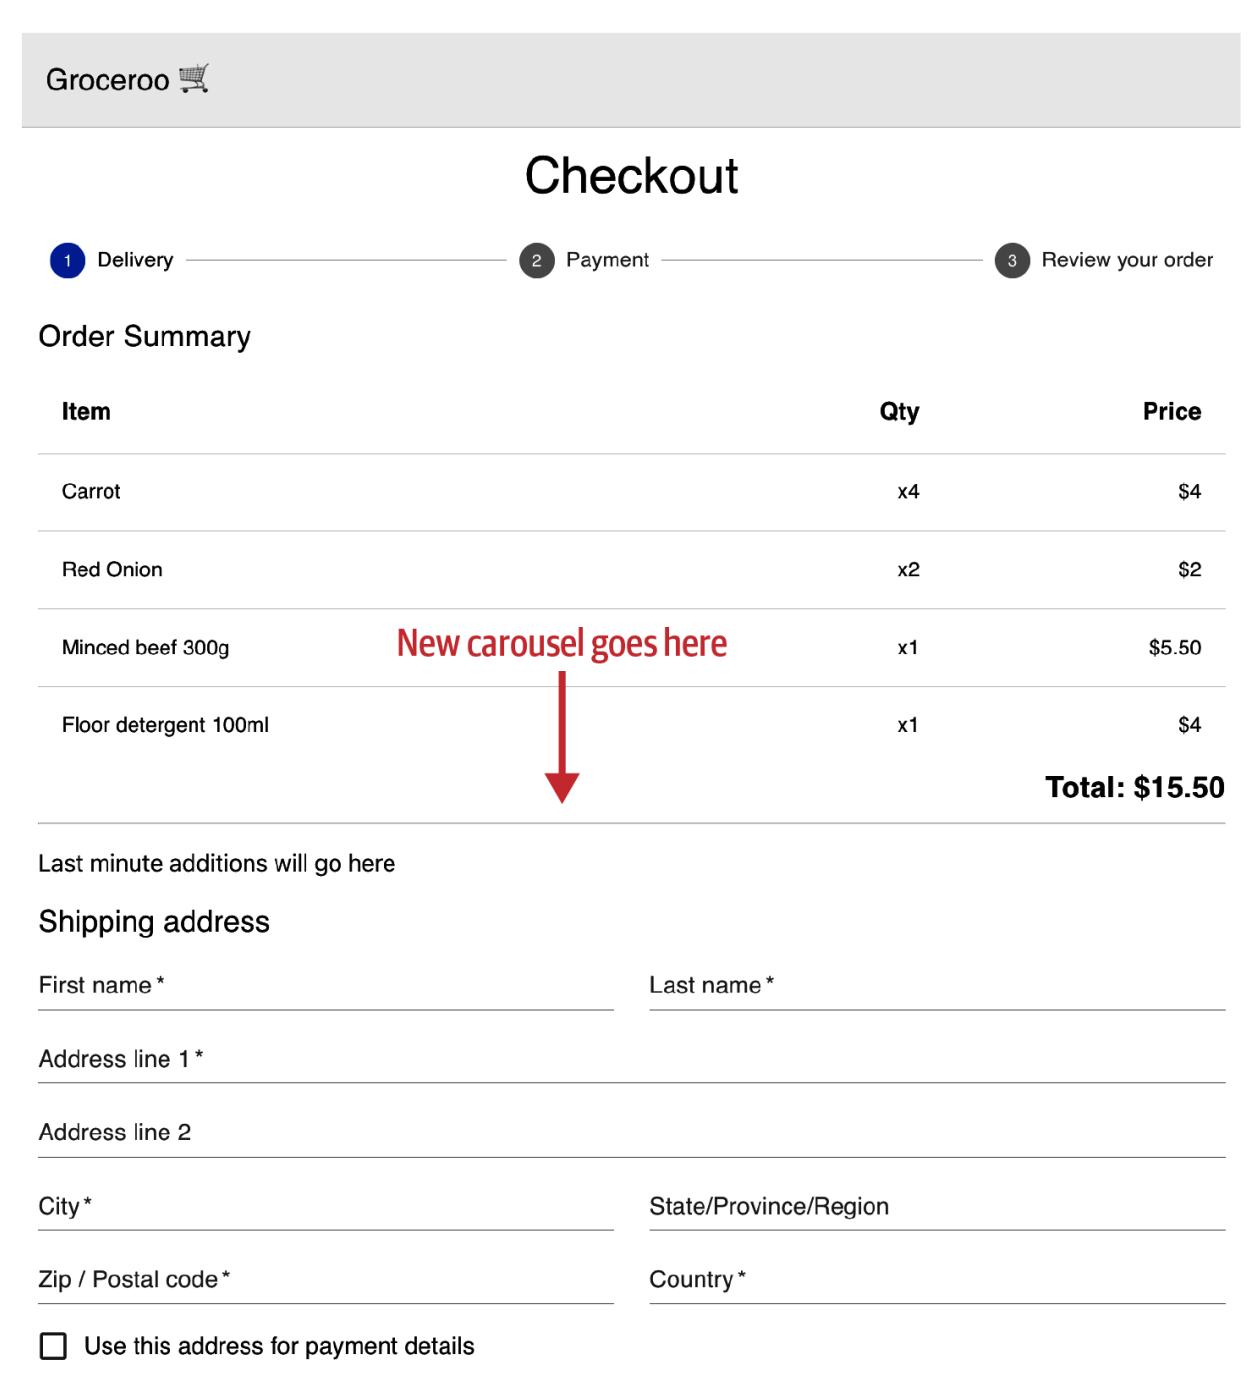 Groceroo
Checkout
1 Delivery 2 Payment 3 Review your order
Order Summary
Item Qty Price
Carrot x4 $4
Red Onion x2 $2
New carousel goes here
Minced beef 300g x1 $5.50
Floor detergent 100ml x1 $4
Total: $15.50
Last minute additions will go here
Shipping address
First name * Last name *
Address line 1 *
Address line 2
City * State/Province/Region
Zip / Postal code * Country *
Use this address for payment details